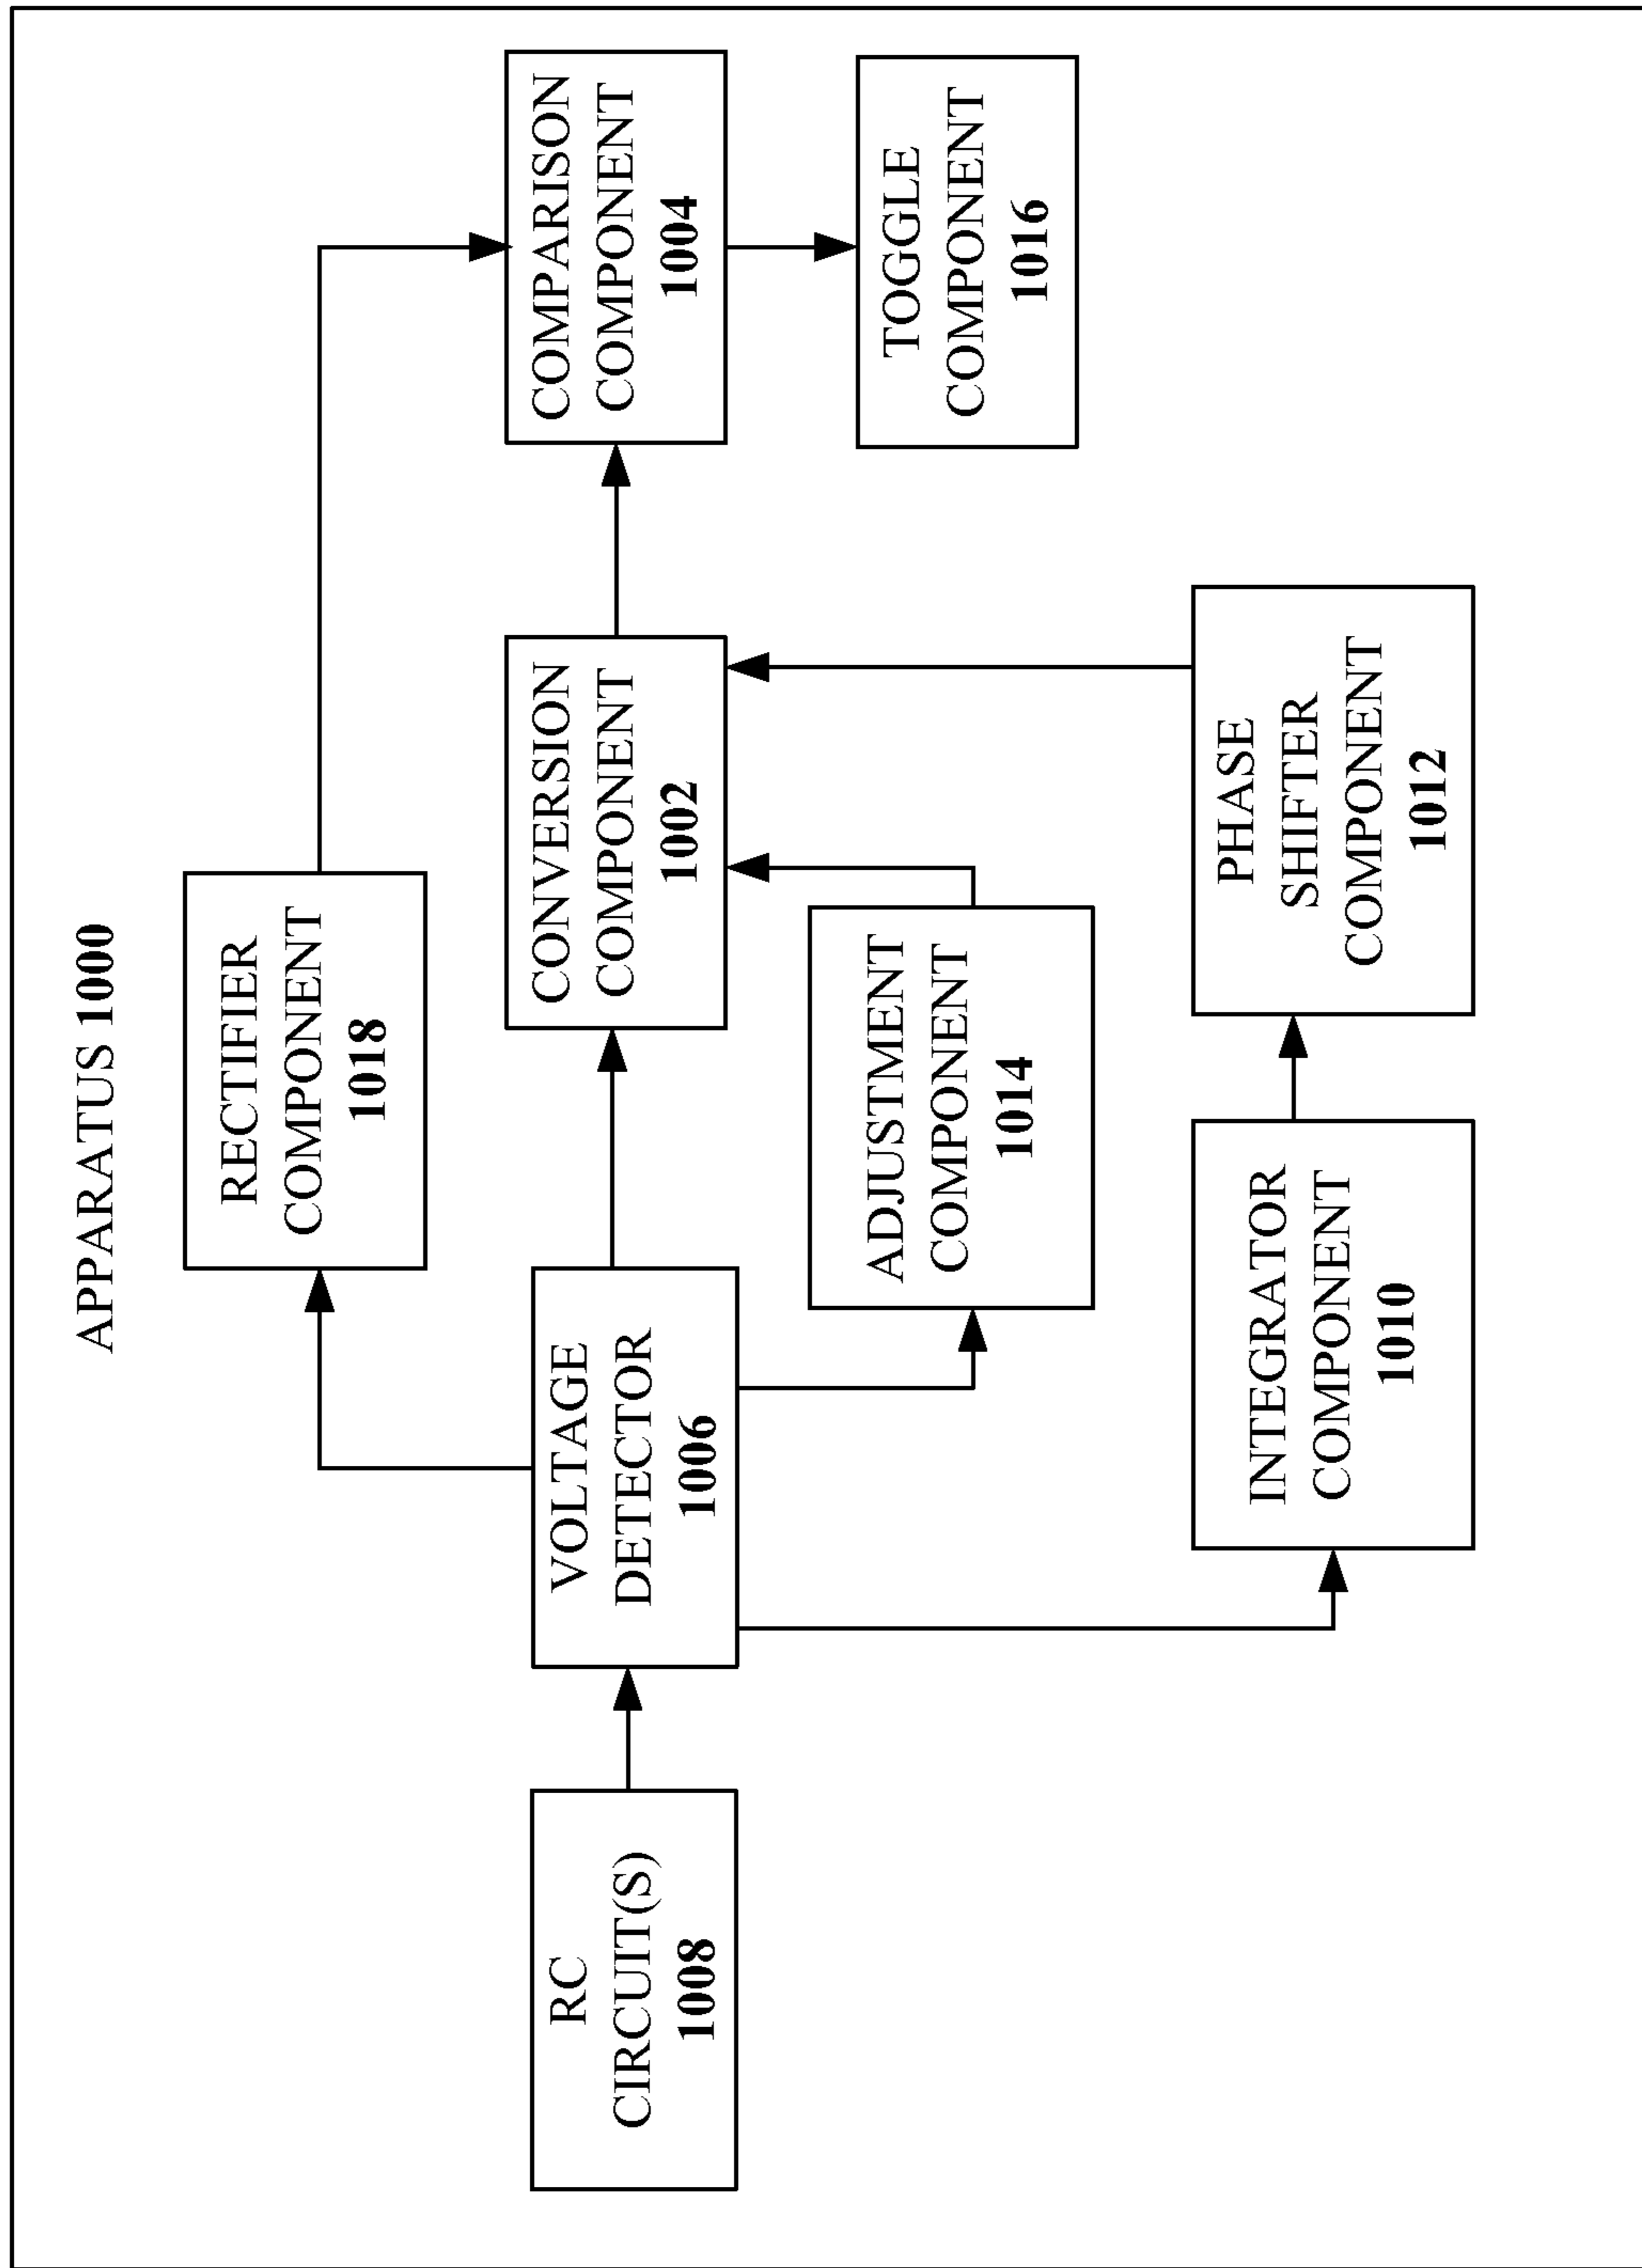 APPARATUS 1000
RECTIFIER
COMPONENT
1018
RC
CIRCUIT(S)
1008
VOLTAGE
DETECTOR
1006
CONVERSION
COMPONENT
1002
COMPARISON
COMPONENT
1004
ADJUSTMENT
COMPONENT
1014
TOGGLE
COMPONENT
1016
INTEGRATOR
COMPONENT
1010
PHASE
SHIFTER
COMPONENT
1012